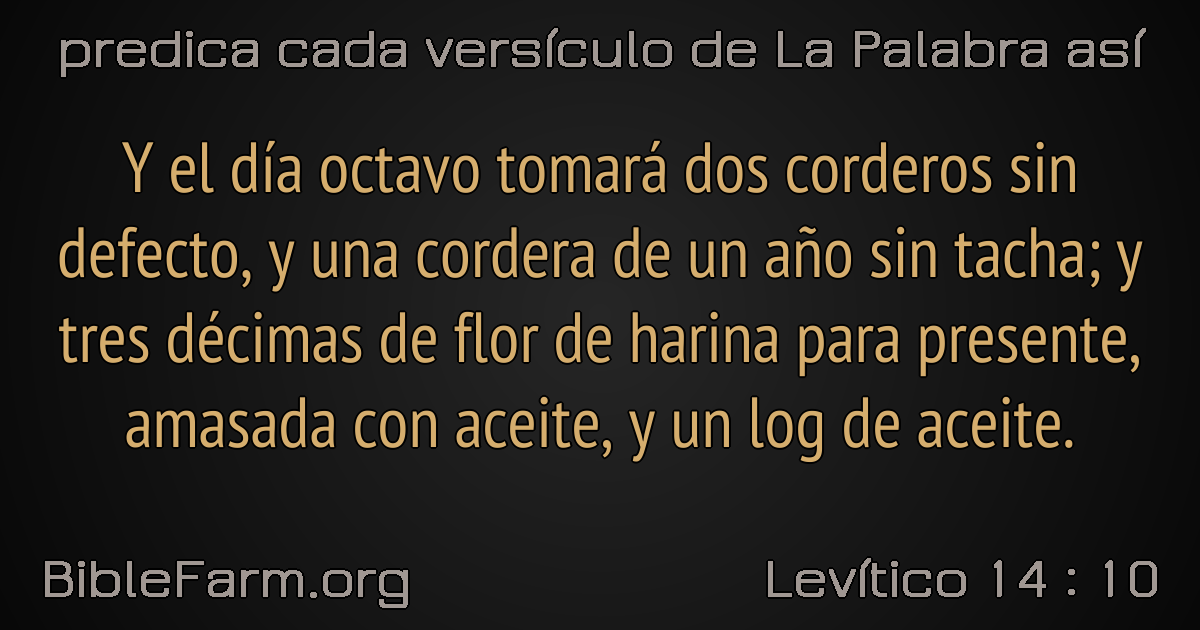 predica cada versículo de La Palabra así
Y el día octavo tomará dos corderos sin
defecto, y una cordera de un año sin tacha; y
tres décimas de flor de harina para presente,
amasada con aceite, y un log de aceite.
BibleFarm.org
Levítico 14 : 10